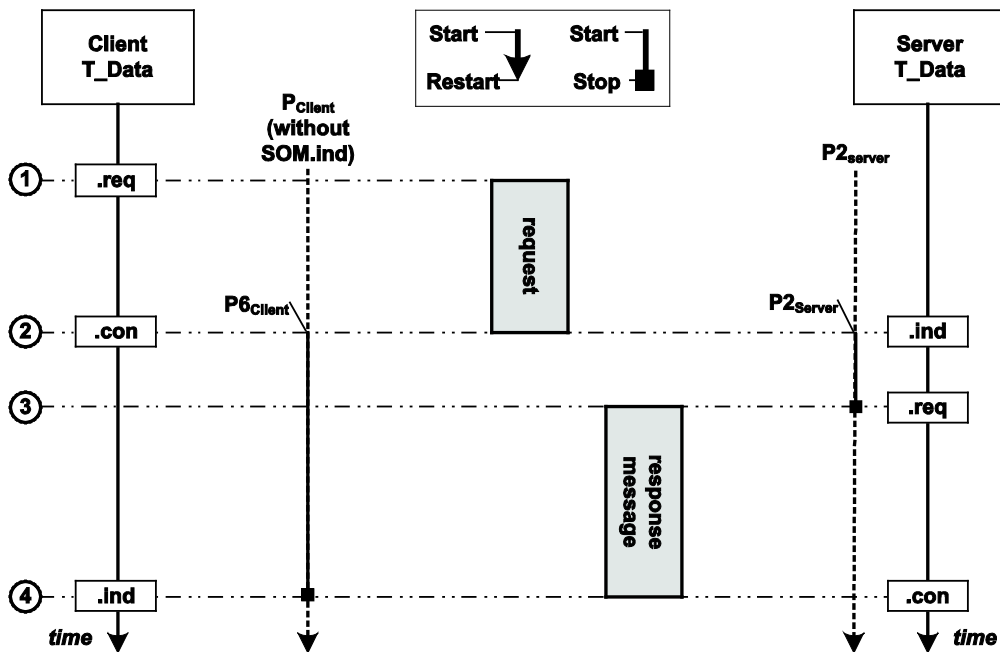 Client
T_Data
Start
Restart
Start
Stop
Server
T_Data
PClient
(without
SOM.ind)
P2server
1
.req
request
P6Client
P2Server
2
.con
.ind
3
.req
response
message
4
.ind
.con
time
time